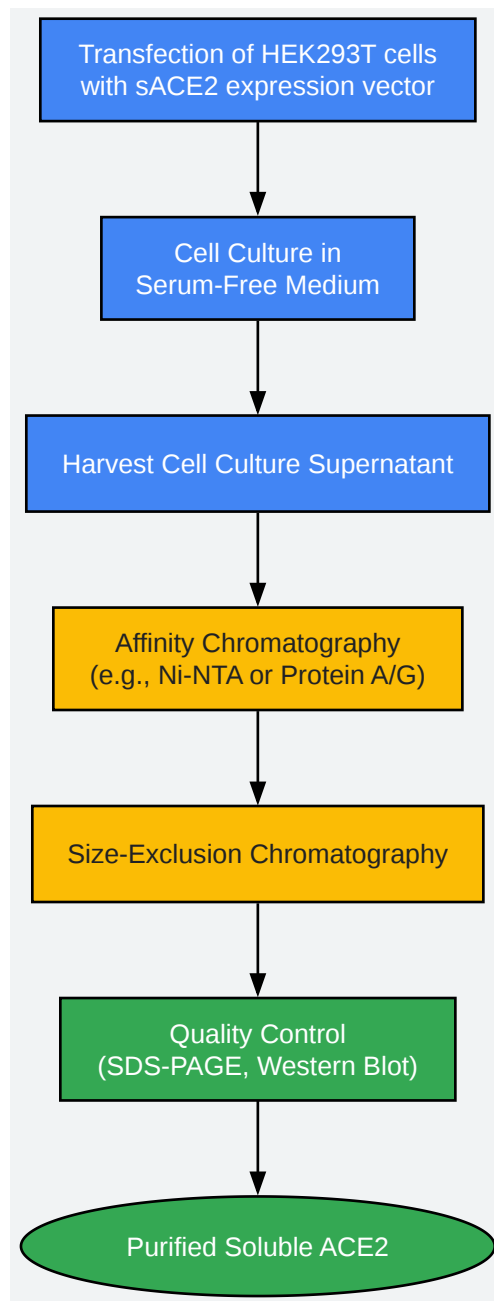 Transfection of HEK293T cells
with sACE2 expression vector
Cell Culture in
Serum-Free Medium
Harvest Cell Culture Supernatant
Affinity Chromatography
(e.g., Ni-NTA or Protein A/G)
Size-Exclusion Chromatography
Quality Control
(SDS-PAGE, Western Blot)
Purified Soluble ACE2